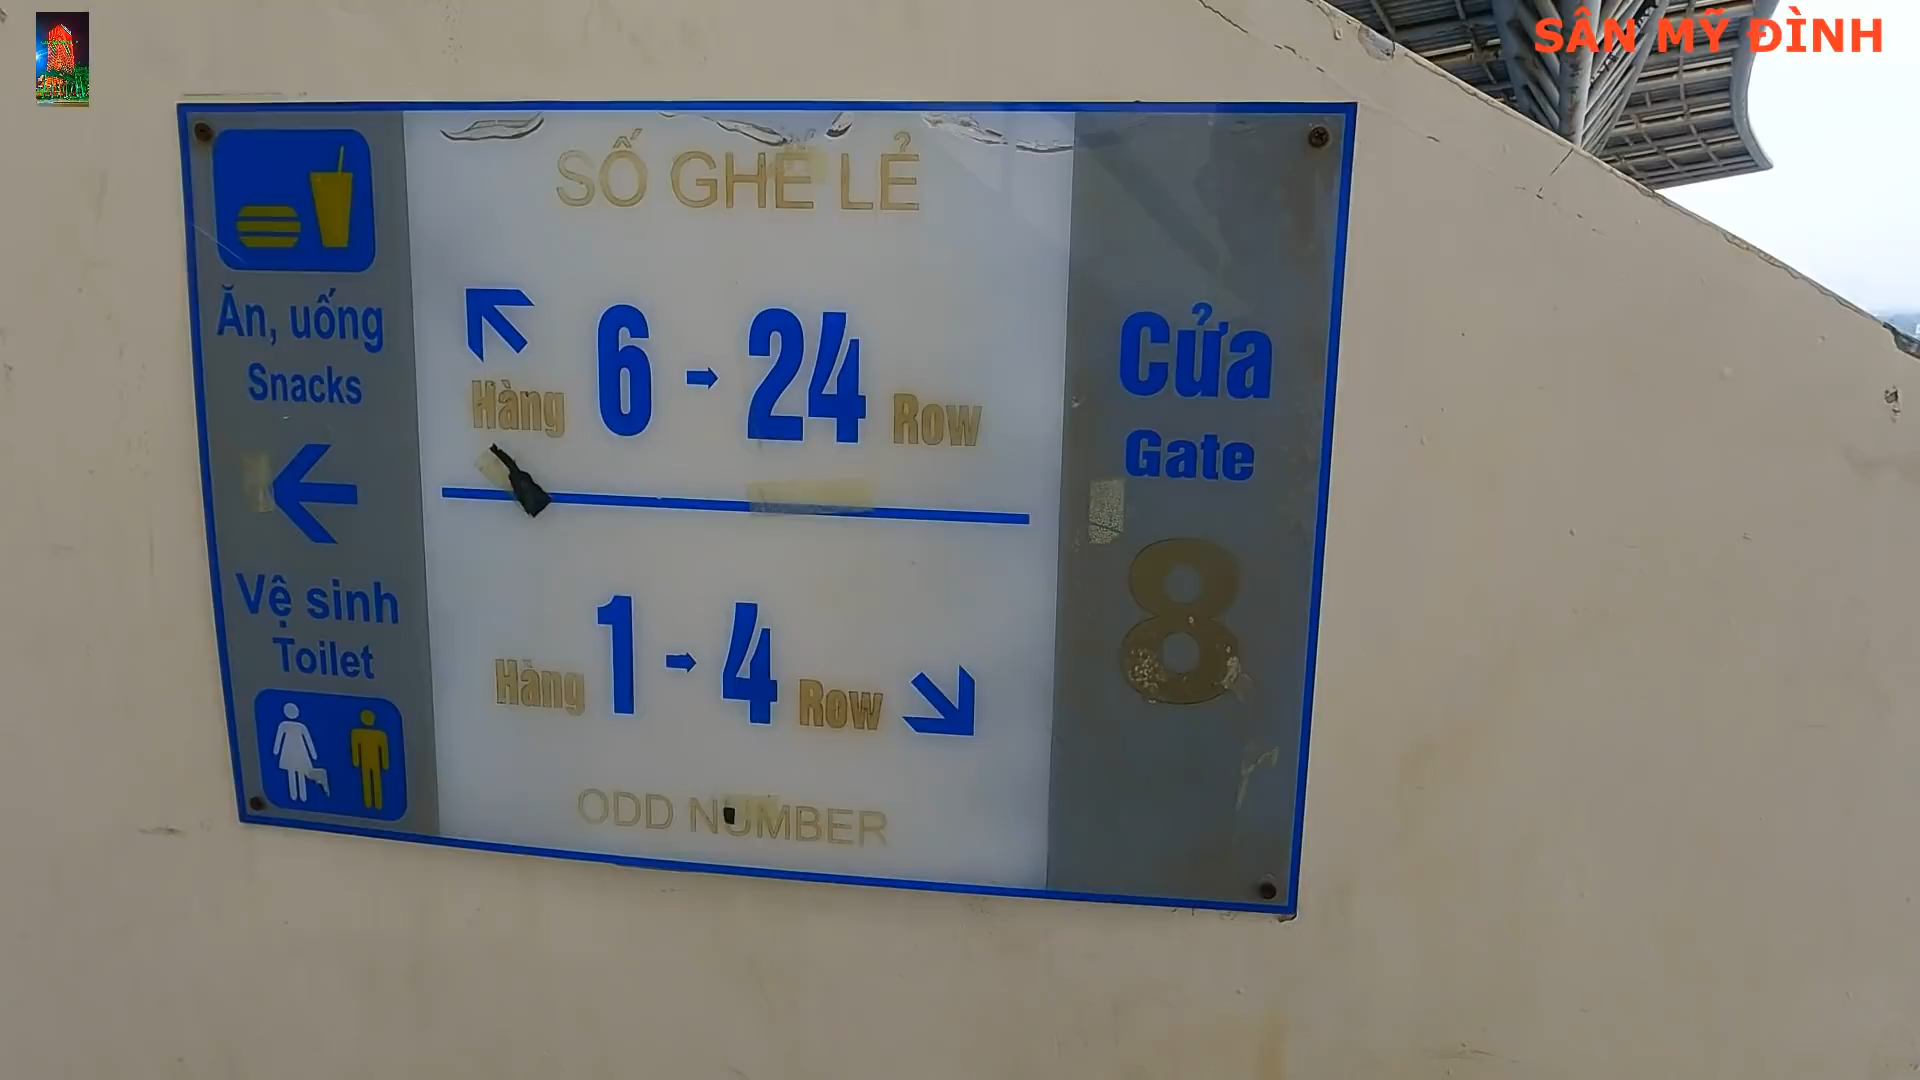 SÂN MỸ ĐÌNH
Ăn, uống
Snacks
Vệ sinh
Toilet
SỐ GHẾ LẺ
Hàng 6 - 24 Row
Hàng 1 - 4 Row
ODD NUMBER
Cửa
Gate
8